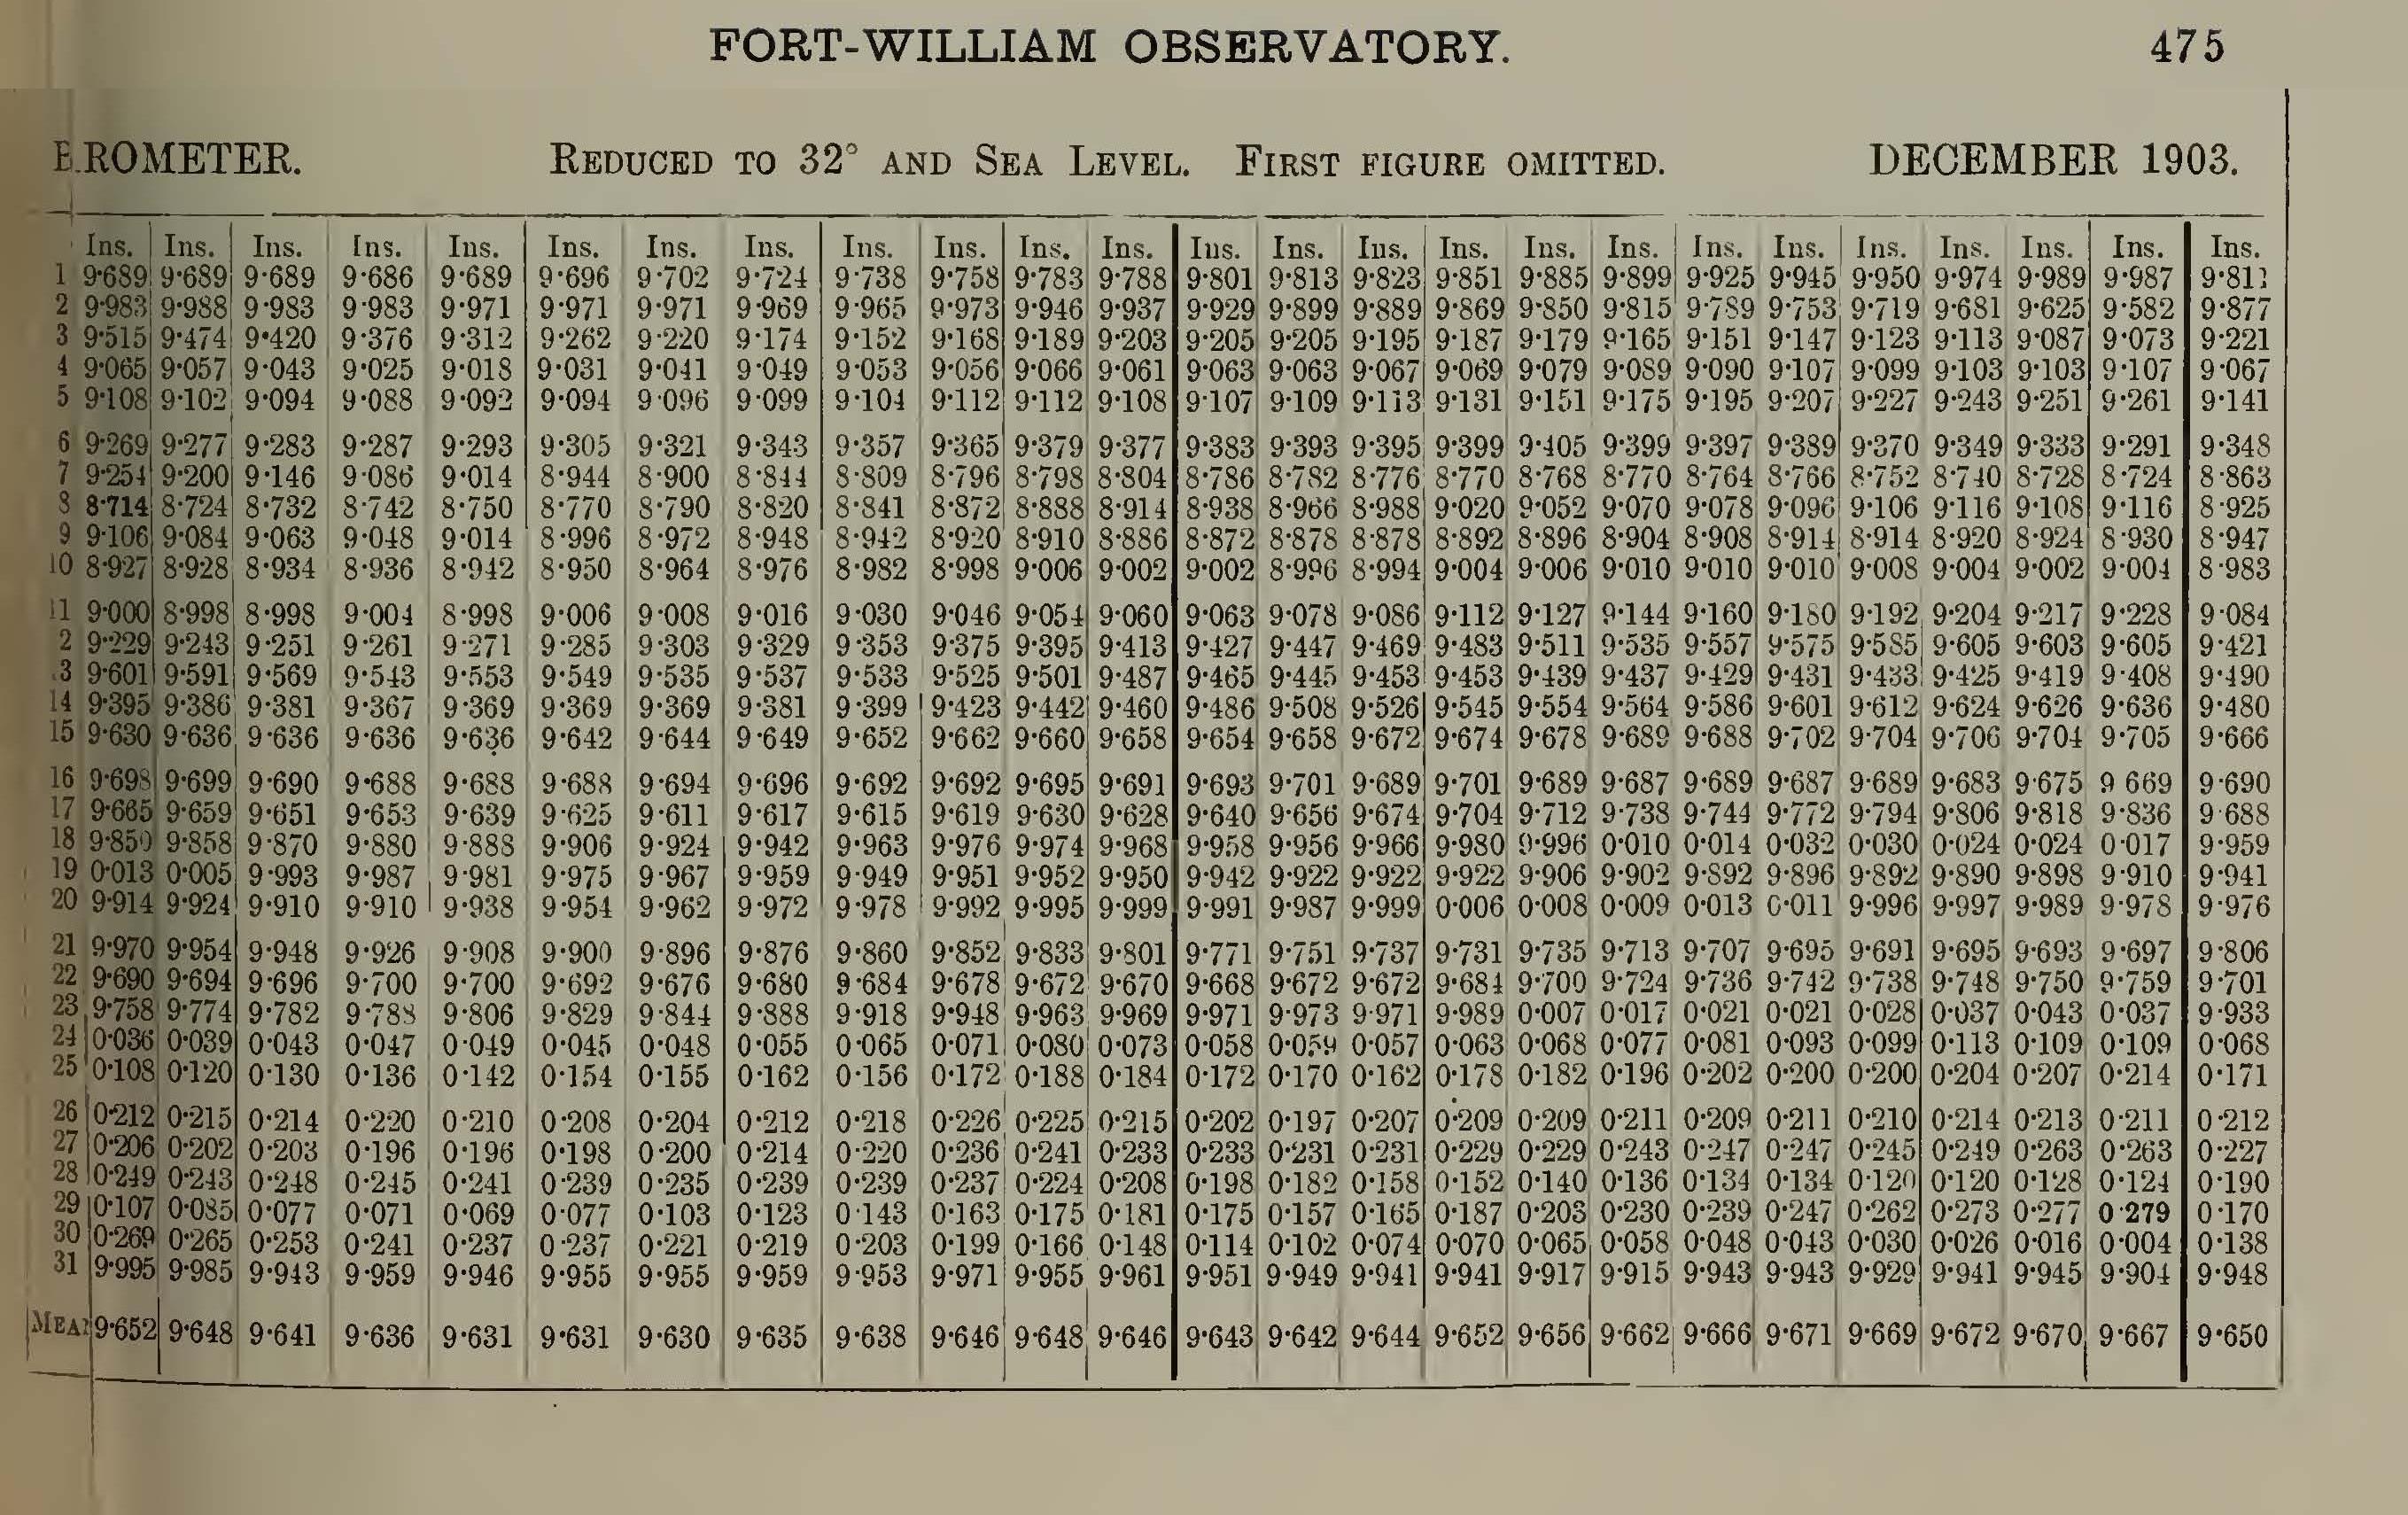 FORT-WILLIAM OBSERVATORY. 475
B.ROMETER. REDUCED TO 32° AND SEA LEVEL. FIRST FIGURE OMITTED. DECEMBER 1903.
Ins. Ins. Ins. Ins. Ins. Ins. Ins. Ins. Ins. Ins. Ins. Ins. Ins. Ins. Ins. Ins. Ins. Ins. Ins. Ins. Ins. Ins. Ins. Ins. Ins.
1 9·689 9·689 9·689 9·686 9·689 9·696 9·702 9·724 9·738 9·758 9·783 9·788 9·801 9·813 9·823 9·851 9·885 9·899 9·925 9·945 9·950 9·974 9·989 9·987
2 9·983 9·988 9·983 9·983 9·971 9·971 9·971 9·969 9·965 9·973 9·946 9·937 9·929 9·899 9·889 9·869 9·850 9·815 9·789 9·753 9·719 9·681 9·625 9·582 9·877
3 9·515 9·474 9·420 9·376 9·312 9·262 9·220 9·174 9·152 9·168 9·189 9·203 9·205 9·205 9·195 9·187 9·179 9·165 9·151 9·147 9·123 9·113 9·087 9·073 9·221
4 9·065 9·057 9·043 9·025 9·018 9·031 9·041 9·049 9·053 9·056 9·066 9·061 9·063 9·063 9·067 9·069 9·079 9·089 9·090 9·107 9·099 9·103 9·103 9·107 9·067
5 9·108 9·102 9·094 9·088 9·092 9·094 9·096 9·099 9·104 9·112 9·112 9·108 9·107 9·109 9·113 9·131 9·151 9·175 9·195 9·207 9·227 9·243 9·251 9·261 9·141
6 9·269 9·277 9·283 9·287 9·293 9·305 9·321 9·343 9·357 9·365 9·379 9·377 9·383 9·393 9·395 9·399 9·405 9·399 9·397 9·389 9·370 9·349 9·333 9·291 9·348
7 9·254 9·200 9·146 9·086 9·014 8·944 8·900 8·844 8·809 8·796 8·798 8·804 8·786 8·782 8·776 8·770 8·768 8·770 8·764 8·766 8·752 8·740 8·728 8·724 8·863
8 8·714 8·724 8·732 8·742 8·750 8·770 8·790 8·820 8·841 8·872 8·888 8·914 8·938 8·966 8·988 9·020 9·052 9·070 9·078 9·096 9·106 9·116 9·108 9·116 8·925
9 9·106 9·084 9·063 9·048 9·014 8·996 8·972 8·948 8·942 8·920 8·910 8·886 8·872 8·878 8·878 8·892 8·896 8·904 8·908 8·914 8·914 8·920 8·924 8·930 8·947
10 8·927 8·928 8·934 8·936 8·942 8·950 8·964 8·976 8·982 8·998 9·006 9·002 9·002 8·996 8·994 9·004 9·006 9·010 9·010 9·010 9·008 9·004 9·002 9·004 8·983
11 9·000 8·998 8·998 9·004 8·998 9·006 9·008 9·016 9·030 9·046 9·054 9·060 9·063 9·078 9·086 9·112 9·127 9·144 9·160 9·180 9·192 9·204 9·217 9·228 9·084
2 9·229 9·243 9·251 9·261 9·271 9·285 9·303 9·329 9·353 9·375 9·395 9·413 9·427 9·447 9·469 9·483 9·511 9·535 9·557 9·575 9·585 9·605 9·603 9·605 9·421
3 9·601 9·591 9·569 9·543 9·553 9·549 9·535 9·537 9·533 9·525 9·501 9·487 9·465 9·445 9·453 9·453 9·439 9·437 9·429 9·431 9·433 9·425 9·419 9·408 9·490
14 9·395 9·386 9·381 9·367 9·369 9·369 9·369 9·381 9·399 9·423 9·442 9·460 9·486 9·508 9·526 9·545 9·554 9·564 9·586 9·601 9·612 9·624 9·626 9·636 9·480
15 9·630 9·636 9·636 9·636 9·636 9·642 9·644 9·649 9·652 9·662 9·660 9·658 9·654 9·658 9·672 9·674 9·678 9·689 9·688 9·702 9·704 9·706 9·704 9·705 9·666
16 9·698 9·699 9·690 9·688 9·688 9·688 9·694 9·696 9·692 9·692 9·695 9·691 9·693 9·701 9·689 9·701 9·689 9·687 9·689 9·687 9·689 9·683 9·675 9 669 9·690
17 9·665 9·659 9·651 9·653 9·639 9·625 9·611 9·617 9·615 9·619 9·630 9·628 9·640 9·656 9·674 9·704 9·712 9·738 9·744 9·772 9·794 9·806 9·818 9·836 9·688
18 9·850 9·858 9·870 9·880 9·888 9·906 9·924 9·942 9·963 9·976 9·974 9·968 9·958 9·956 9·966 9·980 9·996 0·010 0·014 0·032 0·030 0·024 0·024 0·017 9·959
19 0·013 0·005 9·993 9·987 9·981 9·975 9·967 9·959 9·949 9·951 9·952 9·950 9·942 9·922 9·922 9·922 9·906 9·902 9·892 9·896 9·892 9·890 9·898 9·910 9·941
20 9·914 9·924 9·910 9·910 9·938 9·954 9·962 9·972 9·978 9·992 9·995 9·999 9·991 9·987 9·999 0·006 0·008 0·009 0·013 0·011 9·996 9·997 9·989 9·978 9·976
21 9·970 9·954 9·948 9·926 9·908 9·900 9·896 9·876 9·860 9·852 9·833 9·801 9·771 9·751 9·737 9·731 9·735 9·713 9·707 9·695 9·691 9·695 9·693 9·697 9·806
22 9·690 9·694 9·696 9·700 9·700 9·692 9·676 9·680 9·684 9·678 9·672 9·670 9·668 9·672 9·672 9·684 9·700 9·724 9·736 9·742 9·738 9·748 9·750 9·759 9·701
23 9·758 9·774 9·782 9·788 9·806 9·829 9·844 9·888 9·918 9·948 9·963 9·969 9·971 9·973 9·971 9·989 0·007 0·017 0·021 0·021 0·028 0·037 0·043 0·037 9·933
24 0·036 0·039 0·043 0·047 0·049 0·045 0·048 0·055 0·065 0·071 0·080 0·073 0·058 0·059 0·057 0·063 0·068 0·077 0·081 0·093 0·099 0·113 0·109 0·109 0·068
25 0·108 0·120 0·130 0·136 0·142 0·154 0·155 0·162 0·156 0·172 0·188 0·184 0·172 0·170 0·162 0·178 0·182 0·196 0·202 0·200 0·200 0·204 0·207 0·214 0·171
26 0·212 0·215 0·214 0·220 0·210 0·208 0·204 0·212 0·218 0·226 0·225 0·215 0·202 0·197 0·207 0·209 0·209 0·211 0·209 0·211 0·210 0·214 0·213 0·211 0·212
27 0·206 0·202 0·203 0·196 0·196 0·198 0·200 0·214 0·220 0·236 0·241 0·233 0·233 0·231 0·231 0·229 0·229 0·243 0·247 0·247 0·245 0·249 0·263 0·263 0·227
28 0·249 0·243 0·248 0·245 0·241 0·239 0·235 0·239 0·239 0·237 0·224 0·208 0·198 0·182 0·158 0·152 0·140 0·136 0·134 0·134 0·120 0·120 0·128 0·124 0·190
29 0·107 0·085 0·077 0·071 0·069 0·077 0·103 0·123 0·143 0·163 0·175 0·181 0·175 0·157 0·165 0·187 0·203 0·230 0·239 0·247 0·262 0·273 0·277 0·279 0·170
30 0·269 0·265 0·253 0·241 0·237 0·237 0·221 0·219 0·203 0·199 0·166 0·148 0·114 0·102 0·074 0·070 0·065 0·058 0·048 0·043 0·030 0·026 0·016 0·004 0·138
31 9·995 9·985 9·943 9·959 9·946 9·955 9·955 9·959 9·953 9·971 9·955 9·961 9·951 9·949 9·941 9·941 9·917 9·915 9·943 9·943 9·929 9·941 9·945 9·904 9·948
MEAN 9·652 9·648 9·641 9·636 9·631 9·631 9·630 9·635 9·638 9·646 9·648 9·646 9·643 9·642 9·644 9·652 9·656 9·662 9·666 9·671 9·669 9·672 9·670 9·667 9·650